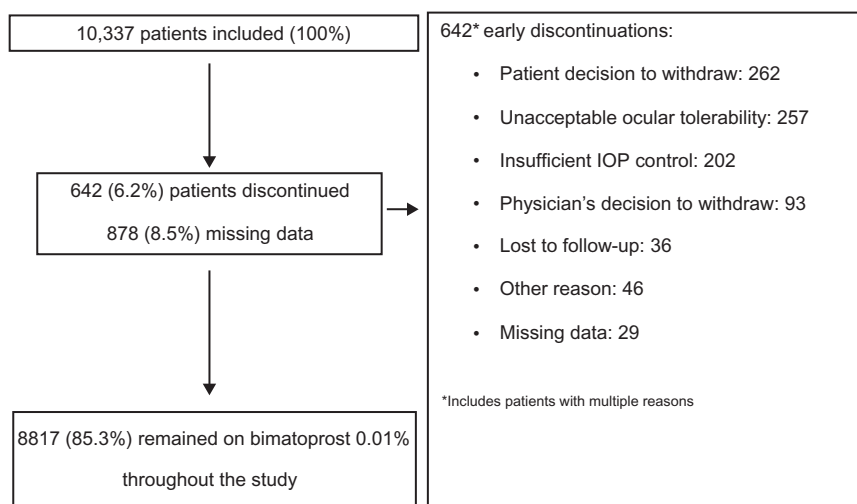 10,337 patients included (100%)
642 (6.2%) patients discontinued
878 (8.5%) missing data
8817 (85.3%) remained on bimatoprost 0.01%
throughout the study
642* early discontinuations:
• Patient decision to withdraw: 262
• Unacceptable ocular tolerability: 257
• Insufficient IOP control: 202
• Physician’s decision to withdraw: 93
• Lost to follow-up: 36
• Other reason: 46
• Missing data: 29
*Includes patients with multiple reasons